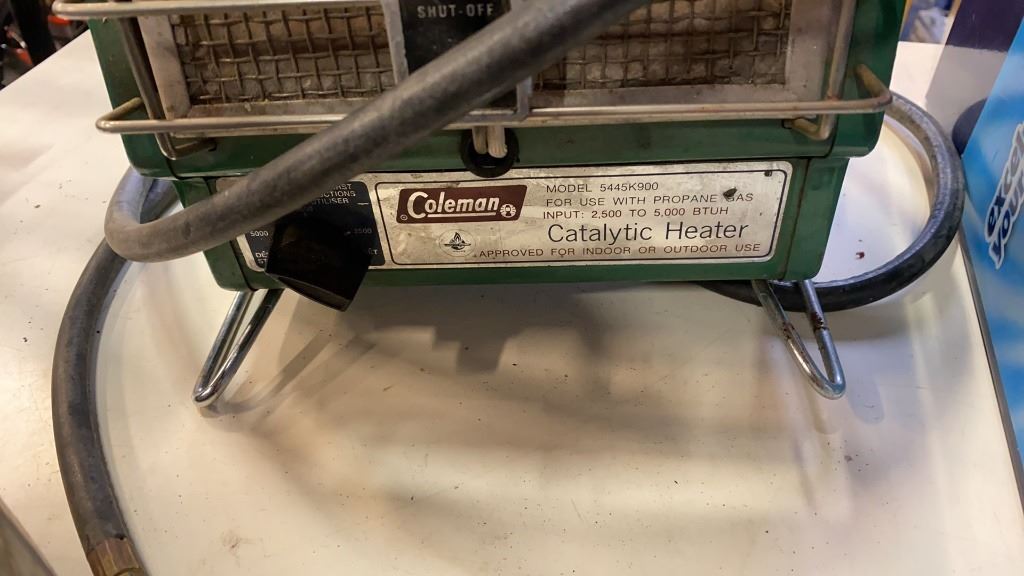 SHUT-OFF
Coleman
MODEL 5445K900
FOR USE WITH PROPANE GAS
INPUT: 2,500 TO 5,000 BTUH
Catalytic Heater
APPROVED FOR INDOOR OR OUTDOOR USE
5000
2500